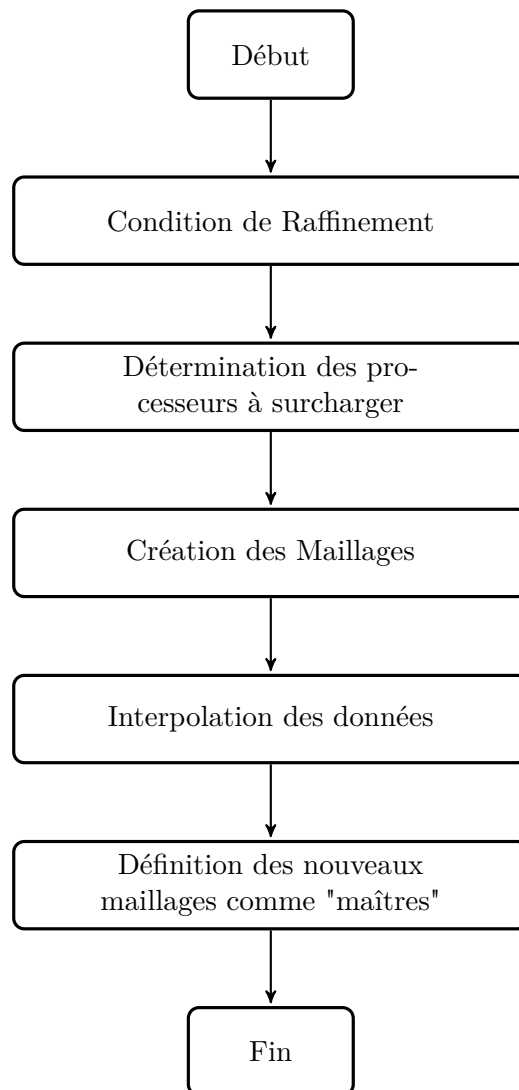 Début
Condition de Raffinement
Détermination des pro-
cesseurs à surcharger
Création des Maillages
Interpolation des données
Définition des nouveaux
maillages comme "maîtres"
Fin